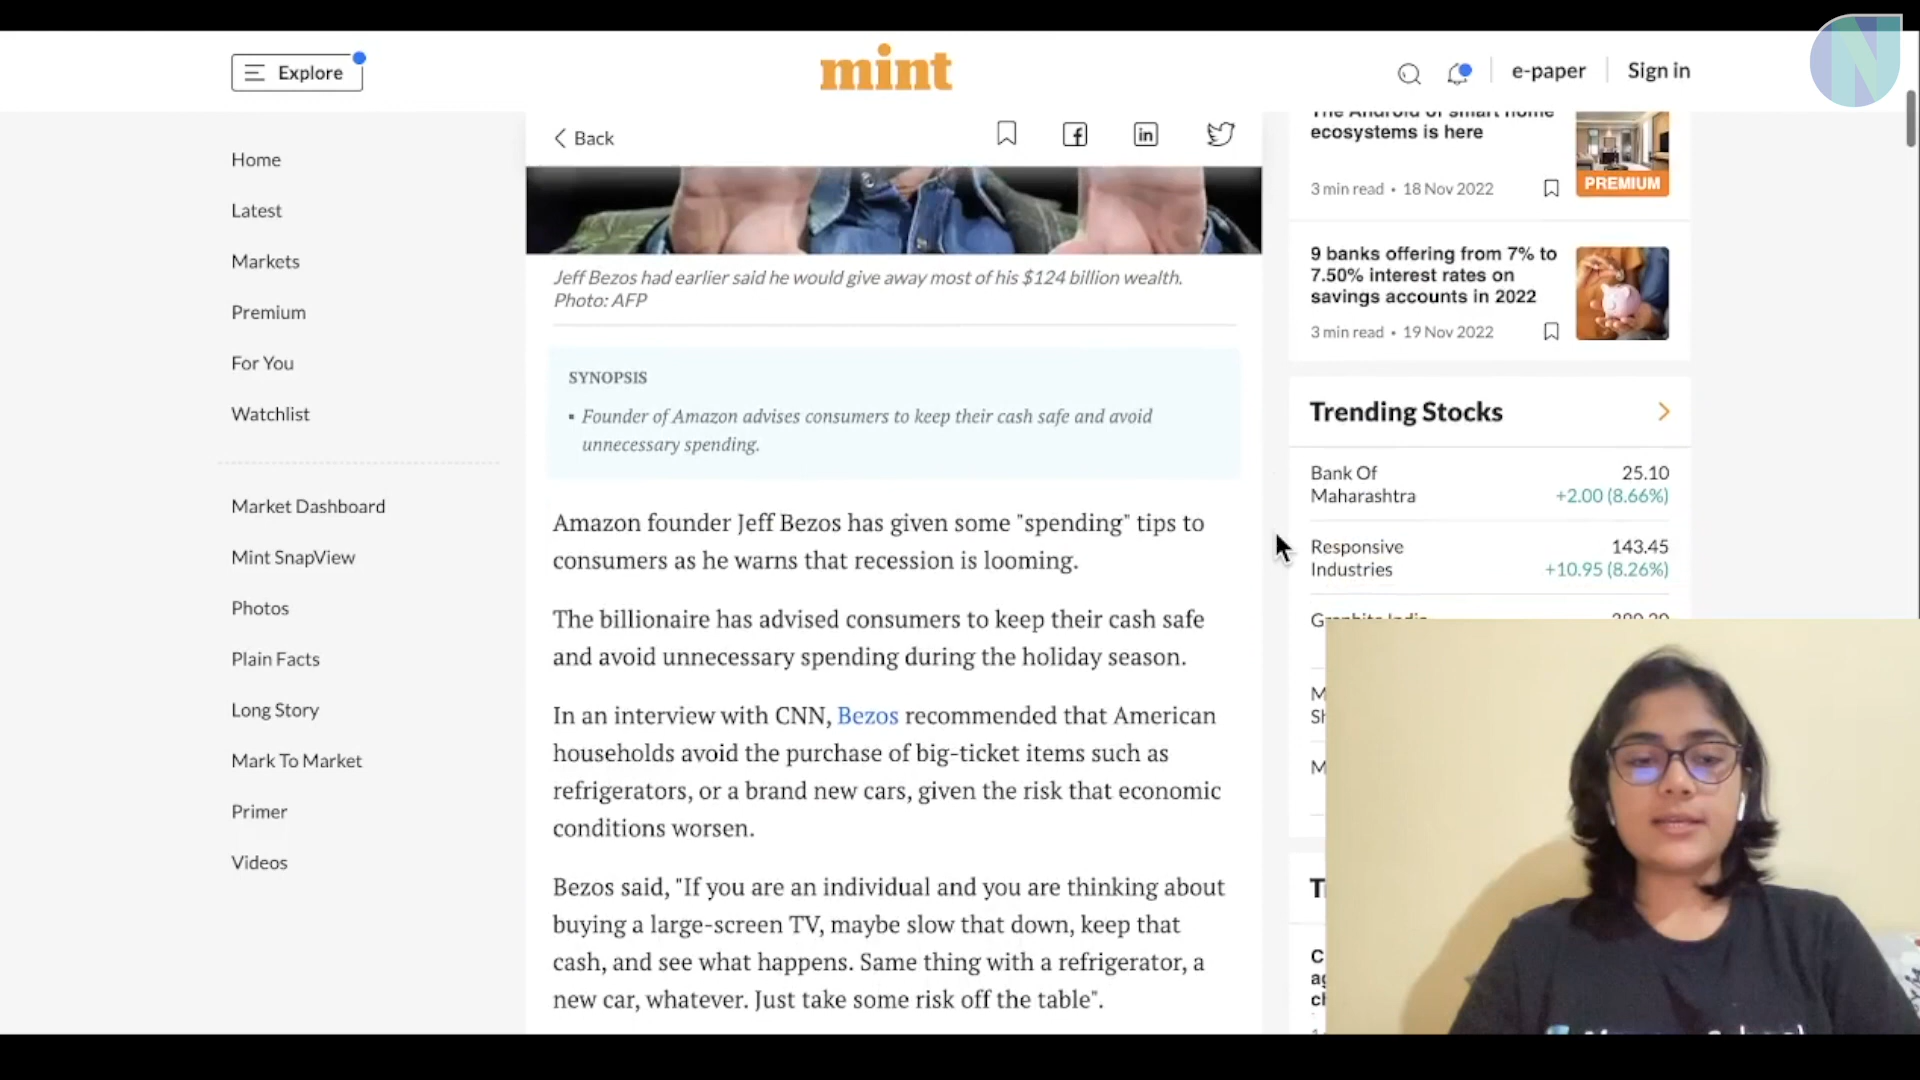 Explore
mint
e-paper
Sign in
N
Home
Latest
Markets
Premium
For You
Watchlist
Market Dashboard
Mint SnapView
Photos
Plain Facts
Long Story
Mark To Market
Primer
Videos
Back
Jeff Bezos had earlier said he would give away most of his $124 billion wealth.
Photo: AFP
SYNOPSIS
▪ Founder of Amazon advises consumers to keep their cash safe and avoid
unnecessary spending.
Amazon founder Jeff Bezos has given some "spending" tips to
consumers as he warns that recession is looming.
The billionaire has advised consumers to keep their cash safe
and avoid unnecessary spending during the holiday season.
In an interview with CNN, Bezos recommended that American
households avoid the purchase of big-ticket items such as
refrigerators, or a brand new cars, given the risk that economic
conditions worsen.
Bezos said, "If you are an individual and you are thinking about
buying a large-screen TV, maybe slow that down, keep that
cash, and see what happens. Same thing with a refrigerator, a
new car, whatever. Just take some risk off the table".
The Android of smart home
ecosystems is here
3 min read • 18 Nov 2022
PREMIUM
9 banks offering from 7% to
7.50% interest rates on
savings accounts in 2022
3 min read • 19 Nov 2022
Trending Stocks
Bank Of
Maharashtra
25.10
+2.00 (8.66%)
Responsive
Industries
143.45
+10.95 (8.26%)